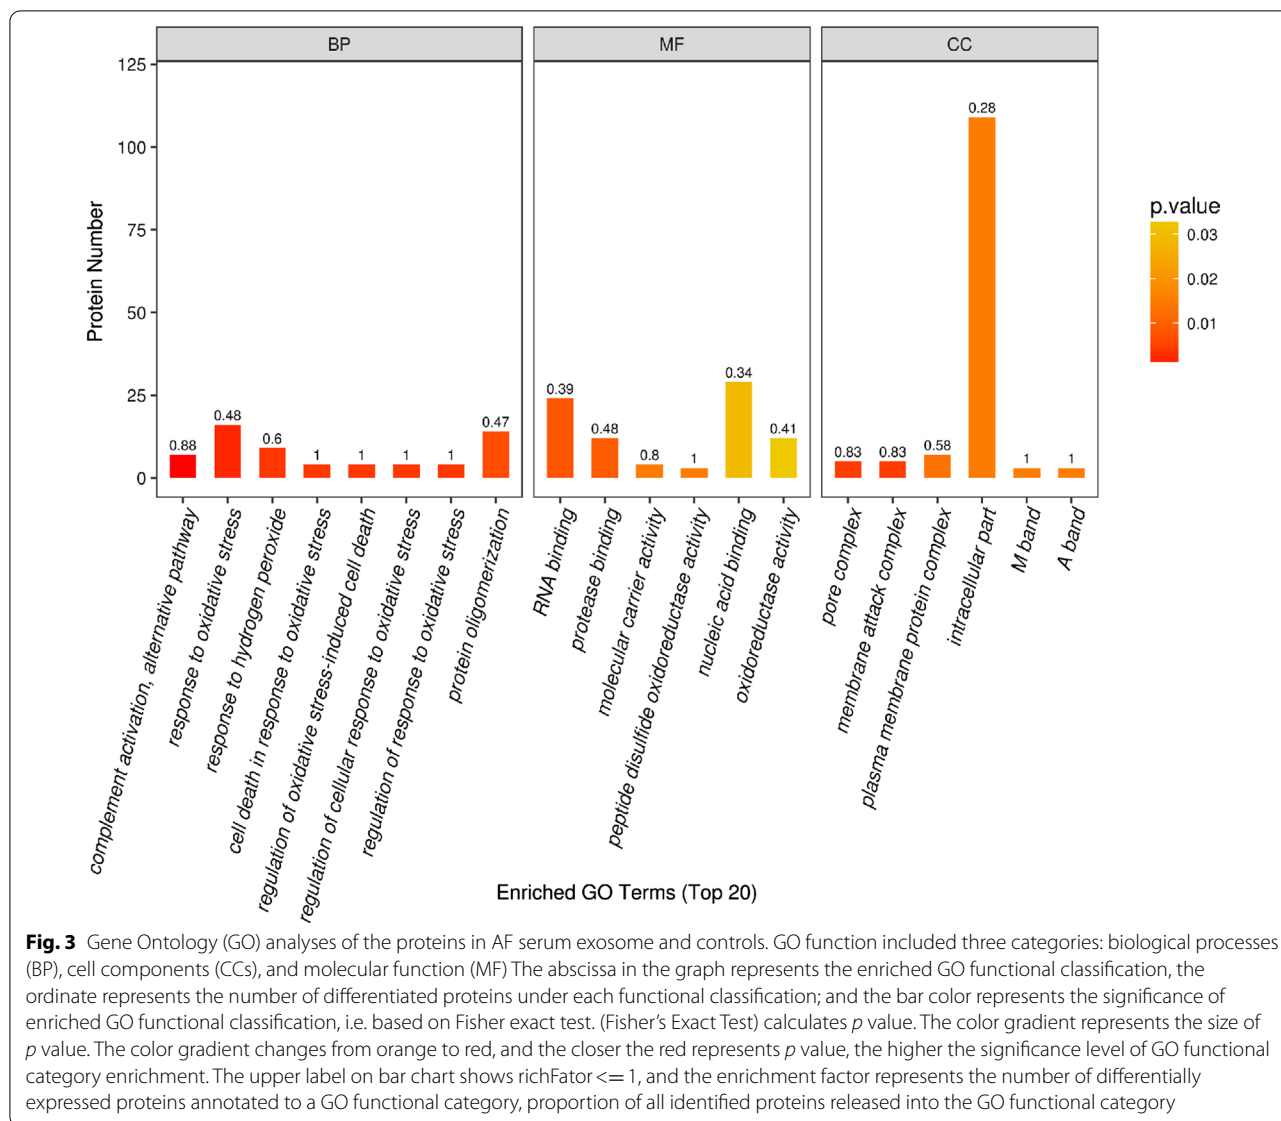 BP
MF
CC
125
100
75
50
25
0
Protein Number
0.88
0.48
0.6
1
1
1
1
0.47
0.39
0.48
0.8
1
0.34
0.41
0.83
0.83
0.58
0.28
1
1
p.value
0.03
0.02
0.01
complement activation, alternative pathway
response to oxidative stress
response to hydrogen peroxide
cell death in response to oxidative stress
regulation of oxidative stress-induced cell death
regulation of cellular response to oxidative stress
regulation of response to oxidative stress
protein oligomerization
RNA binding
protease binding
molecular carrier activity
peptide disulfide oxidoreductase activity
nucleic acid binding
oxidoreductase activity
pore complex
membrane attack complex
plasma membrane protein complex
intracellular part
M band
A band
Enriched GO Terms (Top 20)
Fig. 3 Gene Ontology (GO) analyses of the proteins in AF serum exosome and controls. GO function included three categories: biological processes
(BP), cell components (CCs), and molecular function (MF) The abscissa in the graph represents the enriched GO functional classification, the
ordinate represents the number of differentiated proteins under each functional classification; and the bar color represents the significance of
enriched GO functional classification, i.e. based on Fisher exact test. (Fisher's Exact Test) calculates p value. The color gradient represents the size of
p value. The color gradient changes from orange to red, and the closer the red represents p value, the higher the significance level of GO functional
category enrichment. The upper label on bar chart shows richFator <= 1, and the enrichment factor represents the number of differentially
expressed proteins annotated to a GO functional category, proportion of all identified proteins released into the GO functional category